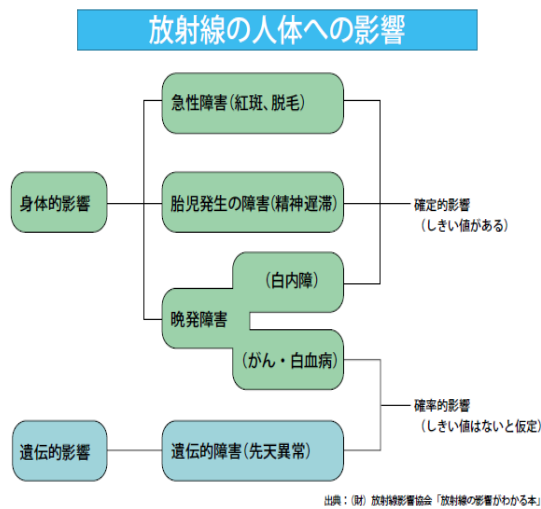 放射線の人体への影響
急性障害(紅斑、脱毛)
身体的影響
胎児発生の障害(精神遅滞)
確定的影響
(しきい値がある)
(白内障)
晩発障害
(がん・白血病)
確率的影響
(しきい値はないと仮定)
遺伝的影響
遺伝的障害(先天異常)
出典:(財)放射線影響協会「放射線の影響がわかる本」